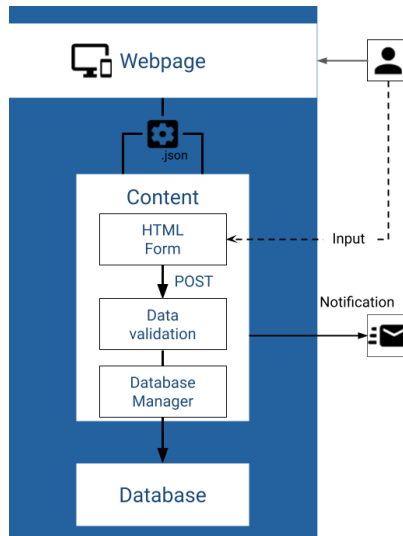 Webpage
.json
Content
HTML
Form
Input
POST
Notification
Data
validation
Database
Manager
Database